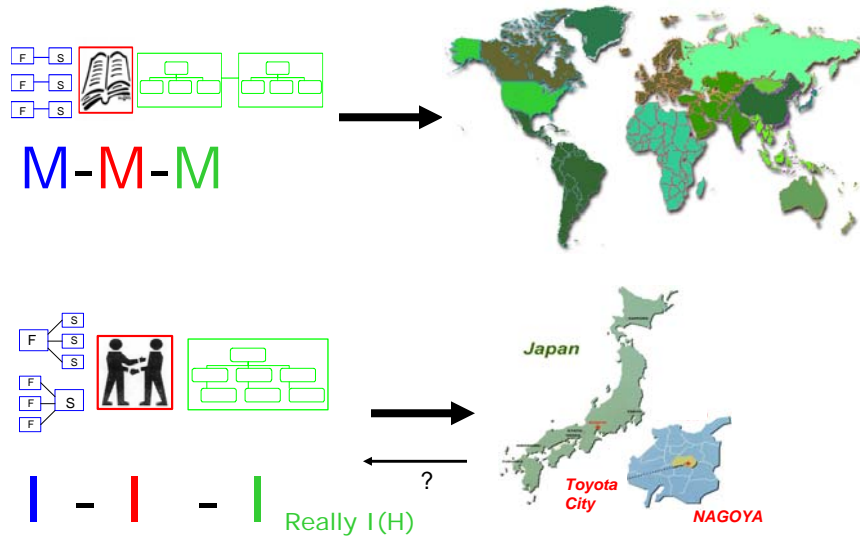 F S
F S
F S
M-M-M
F S
S
S
F
F S
F
Japan
?
Toyota
City
NAGOYA
I - I - I
Really I(H)